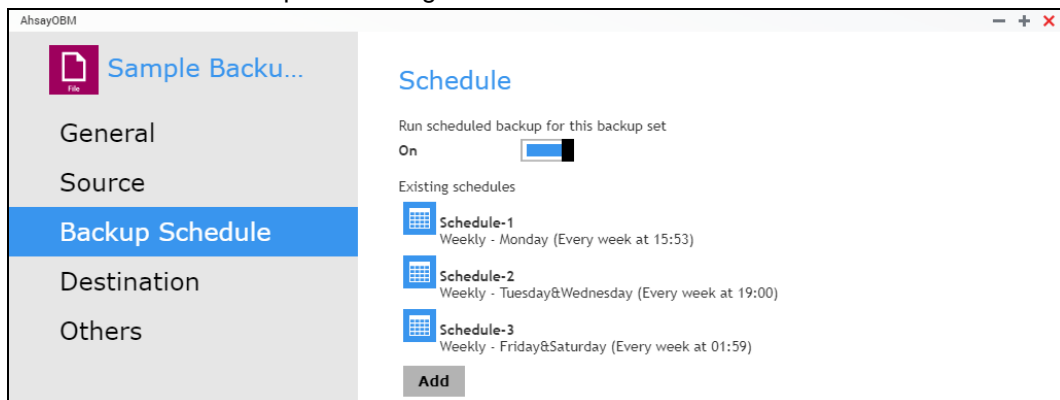 AhsayOBM
File
Sample Backu...
General
Source
Backup Schedule
Destination
Others
Schedule
Run scheduled backup for this backup set
On
Existing schedules
Schedule-1
Weekly - Monday (Every week at 15:53)
Schedule-2
Weekly - Tuesday&Wednesday (Every week at 19:00)
Schedule-3
Weekly - Friday&Saturday (Every week at 01:59)
Add